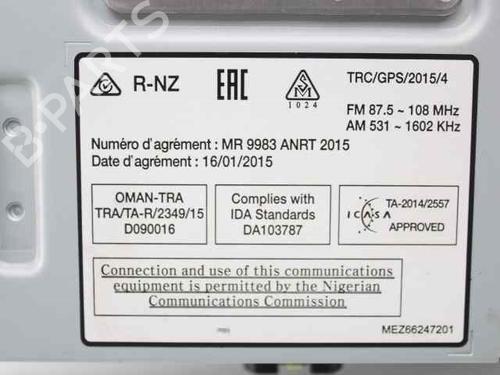 R-NZ
EAC
SM
1024
TRC/GPS/2015/4
FM 87.5 ~ 108 MHz
AM 531 ~ 1602 KHz
Numéro d'agrément : MR 9983 ANRT 2015
Date d'agrément : 16/01/2015
OMAN-TRA
TRA/TA-R/2349/15
D090016
Complies with
IDA Standards
DA103787
ICASA
TA-2014/2557
APPROVED
Connection and use of this communications
equipment is permitted by the Nigerian
Communications Commission
MEZ66247201
B-PARTS